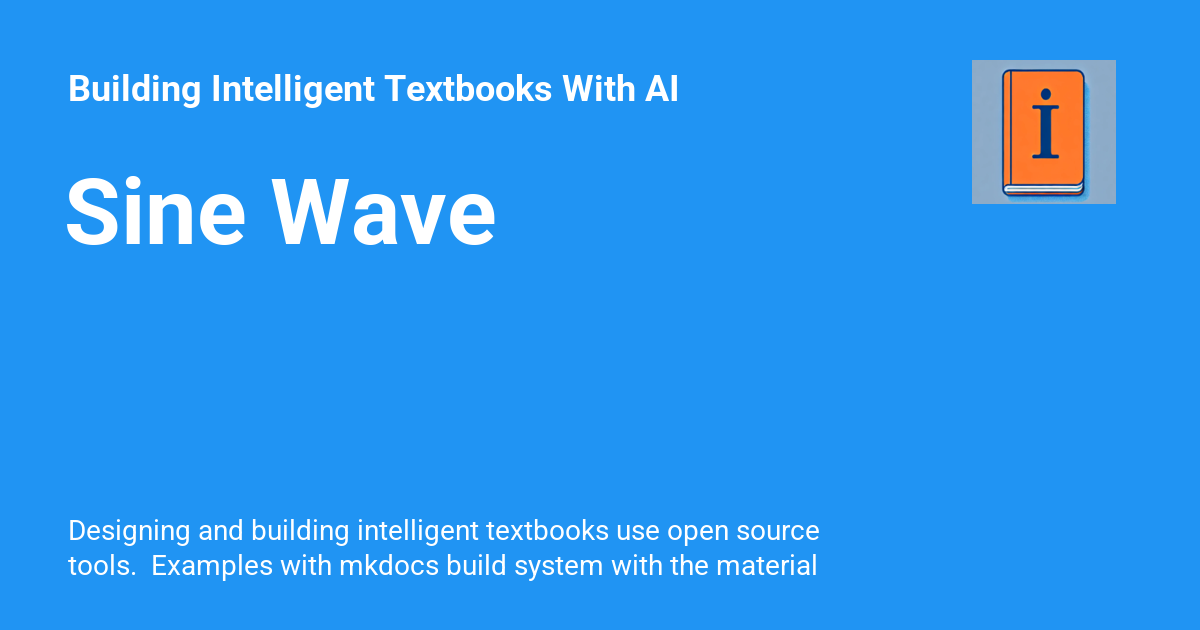 Building Intelligent Textbooks With AI
i
Sine Wave
Designing and building intelligent textbooks use open source
tools.  Examples with mkdocs build system with the material